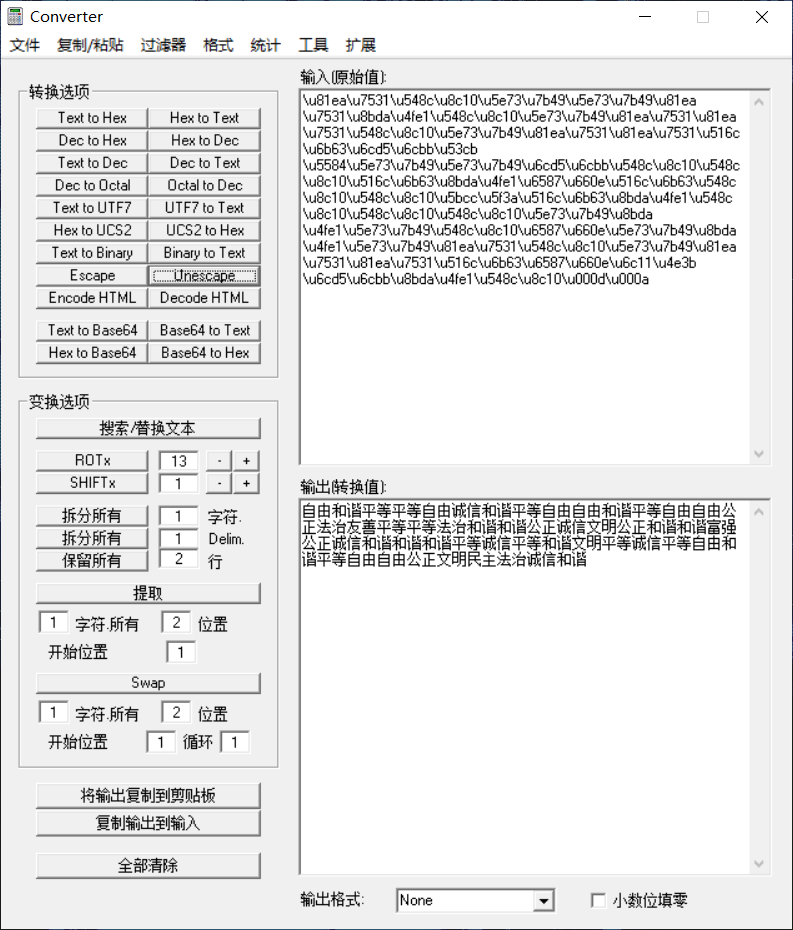 Converter
文件 复制/粘贴 过滤器 格式 统计 工具 扩展
转换选项
Text to Hex Hex to Text
Dec to Hex Hex to Dec
Text to Dec Dec to Text
Dec to Octal Octal to Dec
Text to UTF7 UTF7 to Text
Hex to UCS2 UCS2 to Hex
Text to Binary Binary to Text
Escape Unescape
Encode HTML Decode HTML
Text to Base64 Base64 to Text
Hex to Base64 Base64 to Hex
变换选项
搜索/替换文本
ROTx 13 - +
SHIFTx 1 - +
拆分所有 1 字符.
拆分所有 1 Delim.
保留所有 2 行
提取
1 字符.所有 2 位置
开始位置 1
Swap
1 字符.所有 2 位置
开始位置 1 循环 1
将输出复制到剪贴板
复制输出到输入
全部清除
输入(原始值):
\u81ea\u7531\u548c\u8c10\u5e73\u7b49\u5e73\u7b49\u81ea
\u7531\u8bda\u4fe1\u548c\u8c10\u5e73\u7b49\u81ea\u7531\u81ea
\u7531\u548c\u8c10\u5e73\u7b49\u81ea\u7531\u81ea\u7531\u516c
\u6b63\u6cd5\u6cbb\u53cb
\u5584\u5e73\u7b49\u5e73\u7b49\u6cd5\u6cbb\u548c\u8c10\u548c
\u8c10\u516c\u6b63\u8bda\u4fe1\u6587\u660e\u516c\u6b63\u548c
\u8c10\u548c\u8c10\u5bcc\u5f3a\u516c\u6b63\u8bda\u4fe1\u548c
\u8c10\u548c\u8c10\u548c\u8c10\u5e73\u7b49\u8bda
\u4fe1\u5e73\u7b49\u548c\u8c10\u6587\u660e\u5e73\u7b49\u8bda
\u4fe1\u5e73\u7b49\u81ea\u7531\u548c\u8c10\u5e73\u7b49\u81ea
\u7531\u81ea\u7531\u516c\u6b63\u6587\u660e\u6c11\u4e3b
\u6cd5\u6cbb\u8bda\u4fe1\u548c\u8c10\u000d\u000a
输出(转换值):
自由和谐平等平等自由诚信和谐平等自由自由和谐平等自由自由公
正法治友善平等平等法治和谐和谐公正诚信文明公正和谐和谐富强
公正诚信和谐和谐和谐平等诚信平等和谐文明平等诚信平等自由和
谐平等自由自由公正文明民主法治诚信和谐
输出格式: None 小数位填零